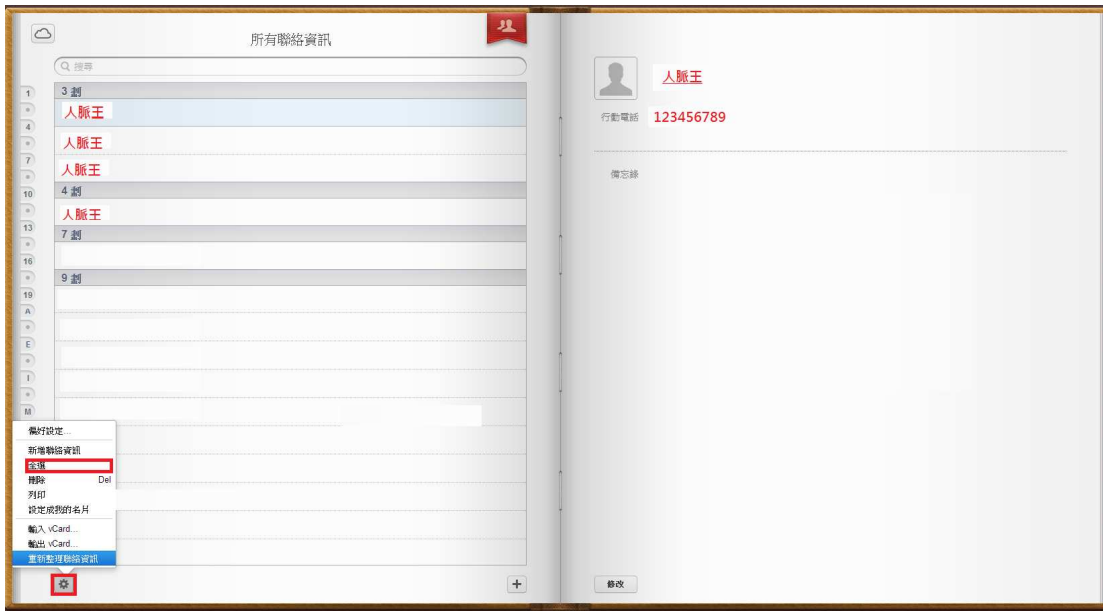 所有聯絡資訊
搜尋
1
4
7
10
13
16
19
A
E
I
M
3 劃
人脈王
人脈王
人脈王
4 劃
人脈王
7 劃
9 劃
偏好設定...
新增聯絡資訊
全選
刪除 Del
列印
設定成我的名片
輸入 vCard...
輸出 vCard...
重新整理聯絡資訊
+
人脈王
行動電話 123456789
備忘錄
修改